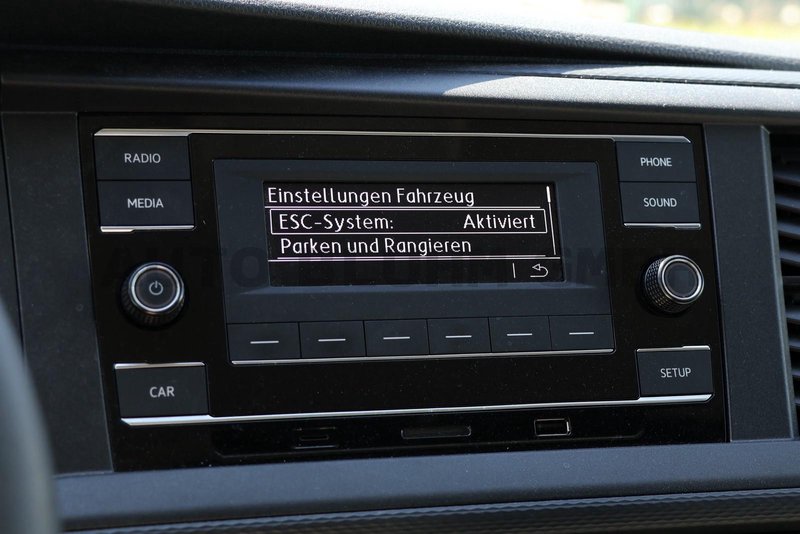 RADIO
MEDIA
PHONE
SOUND
Einstellungen Fahrzeug
ESC-System: Aktiviert
Parken und Rangieren
CAR
SETUP